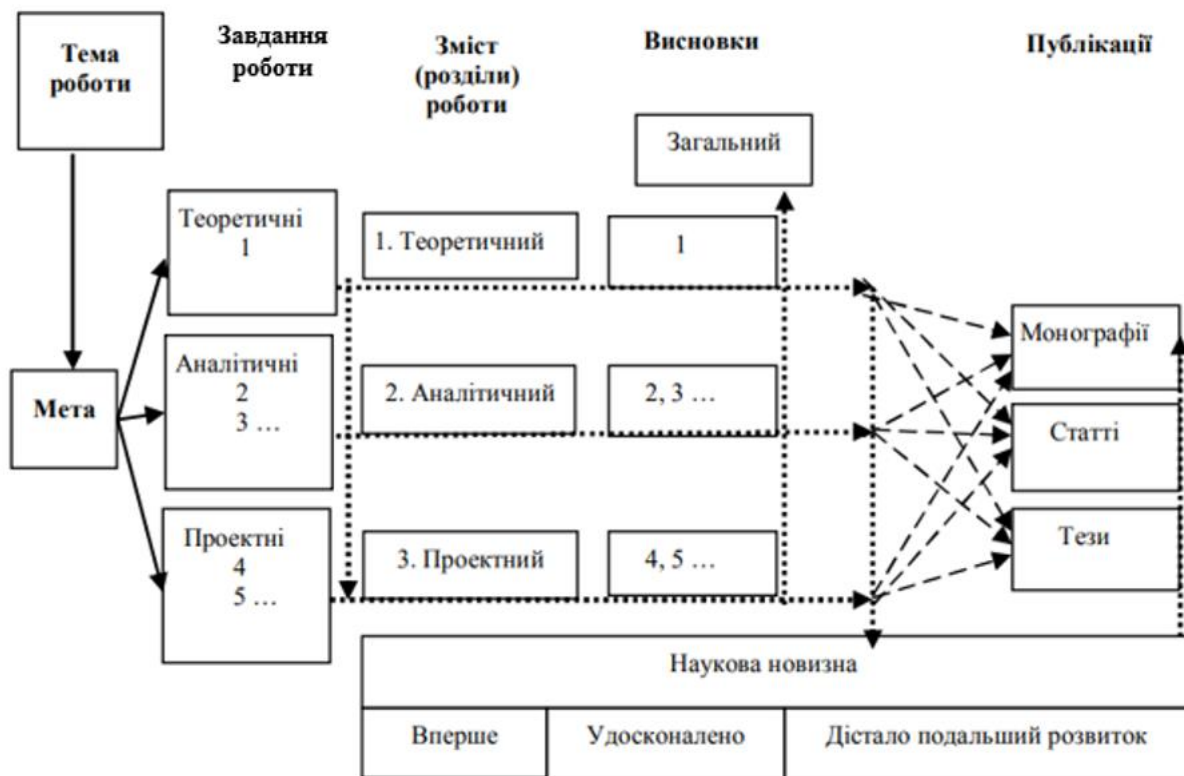 Тема
роботи
Завдання
роботи
Зміст
(розділи)
роботи
Висновки
Публікації
Загальний
Теоретичні
1
1. Теоретичний
1
Монографії
Мета
Аналітичні
2
3 ...
2. Аналітичний
2, 3 ...
Статті
Проектні
4
5 ...
3. Проектний
4, 5 ...
Тези
Наукова новизна
Вперше
Удосконалено
Дістало подальший розвиток